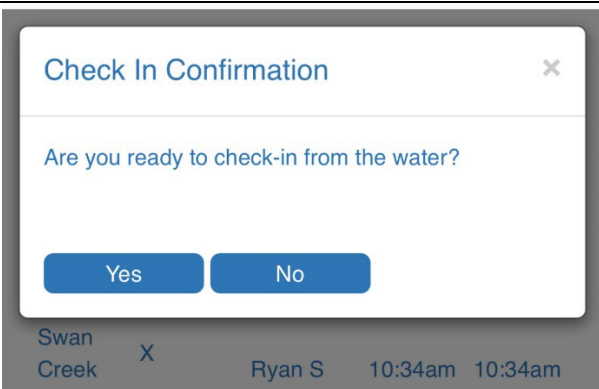 Check In Confirmation ×
Are you ready to check-in from the water?
Yes No
Swan
Creek X Ryan S 10:34am 10:34am